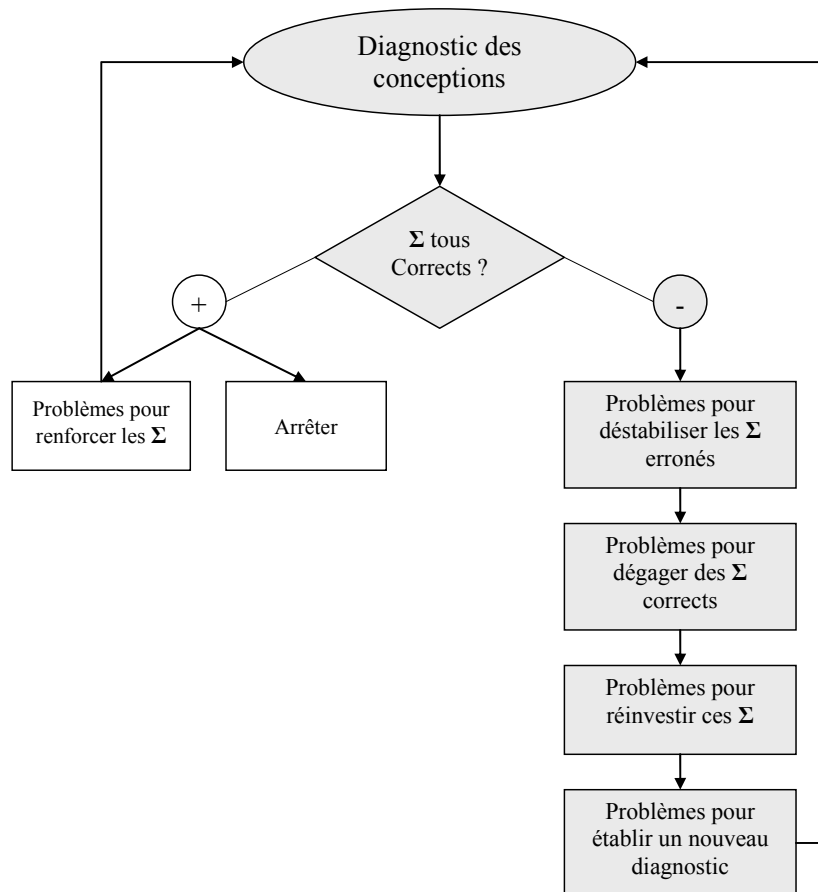 Diagnostic des
conceptions
Σ tous
Corrects ?
+
-
Problèmes pour
renforcer les Σ
Arrêter
Problèmes pour
déstabiliser les Σ
erronés
Problèmes pour
dégager des Σ
corrects
Problèmes pour
réinvestir ces Σ
Problèmes pour
établir un nouveau
diagnostic